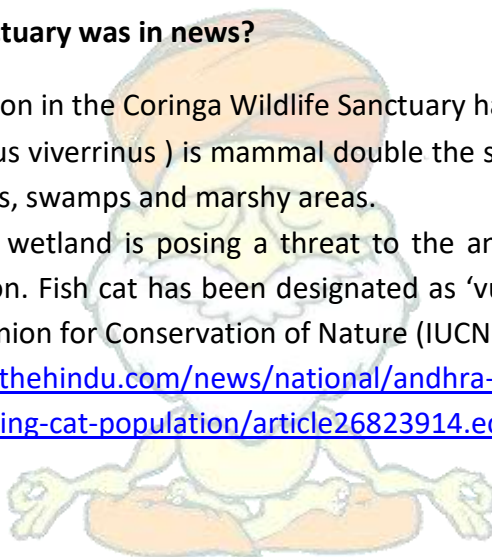 ctuary was in news?
on in the Coringa Wildlife Sanctuary ha
us viverrinus ) is mammal double the s
s, swamps and marshy areas.
wetland is posing a threat to the an
on. Fish cat has been designated as ‘vu
nion for Conservation of Nature (IUCN
thehindu.com/news/national/andhra-
ing-cat-population/article26823914.ec